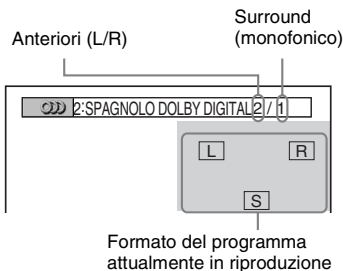 Anteriori (L/R)
Surround
(monofonico)
2:SPAGNOLO DOLBY DIGITAL 2 / 1
L
R
S
Formato del programma
attualmente in riproduzione